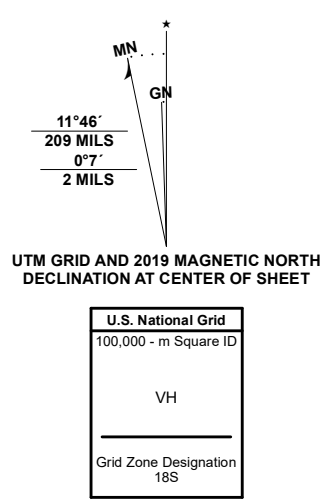 ★
MN
GN
11°46´
209 MILS
0°7´
2 MILS
UTM GRID AND 2019 MAGNETIC NORTH
DECLINATION AT CENTER OF SHEET
U.S. National Grid
100,000 - m Square ID
VH
Grid Zone Designation
18S